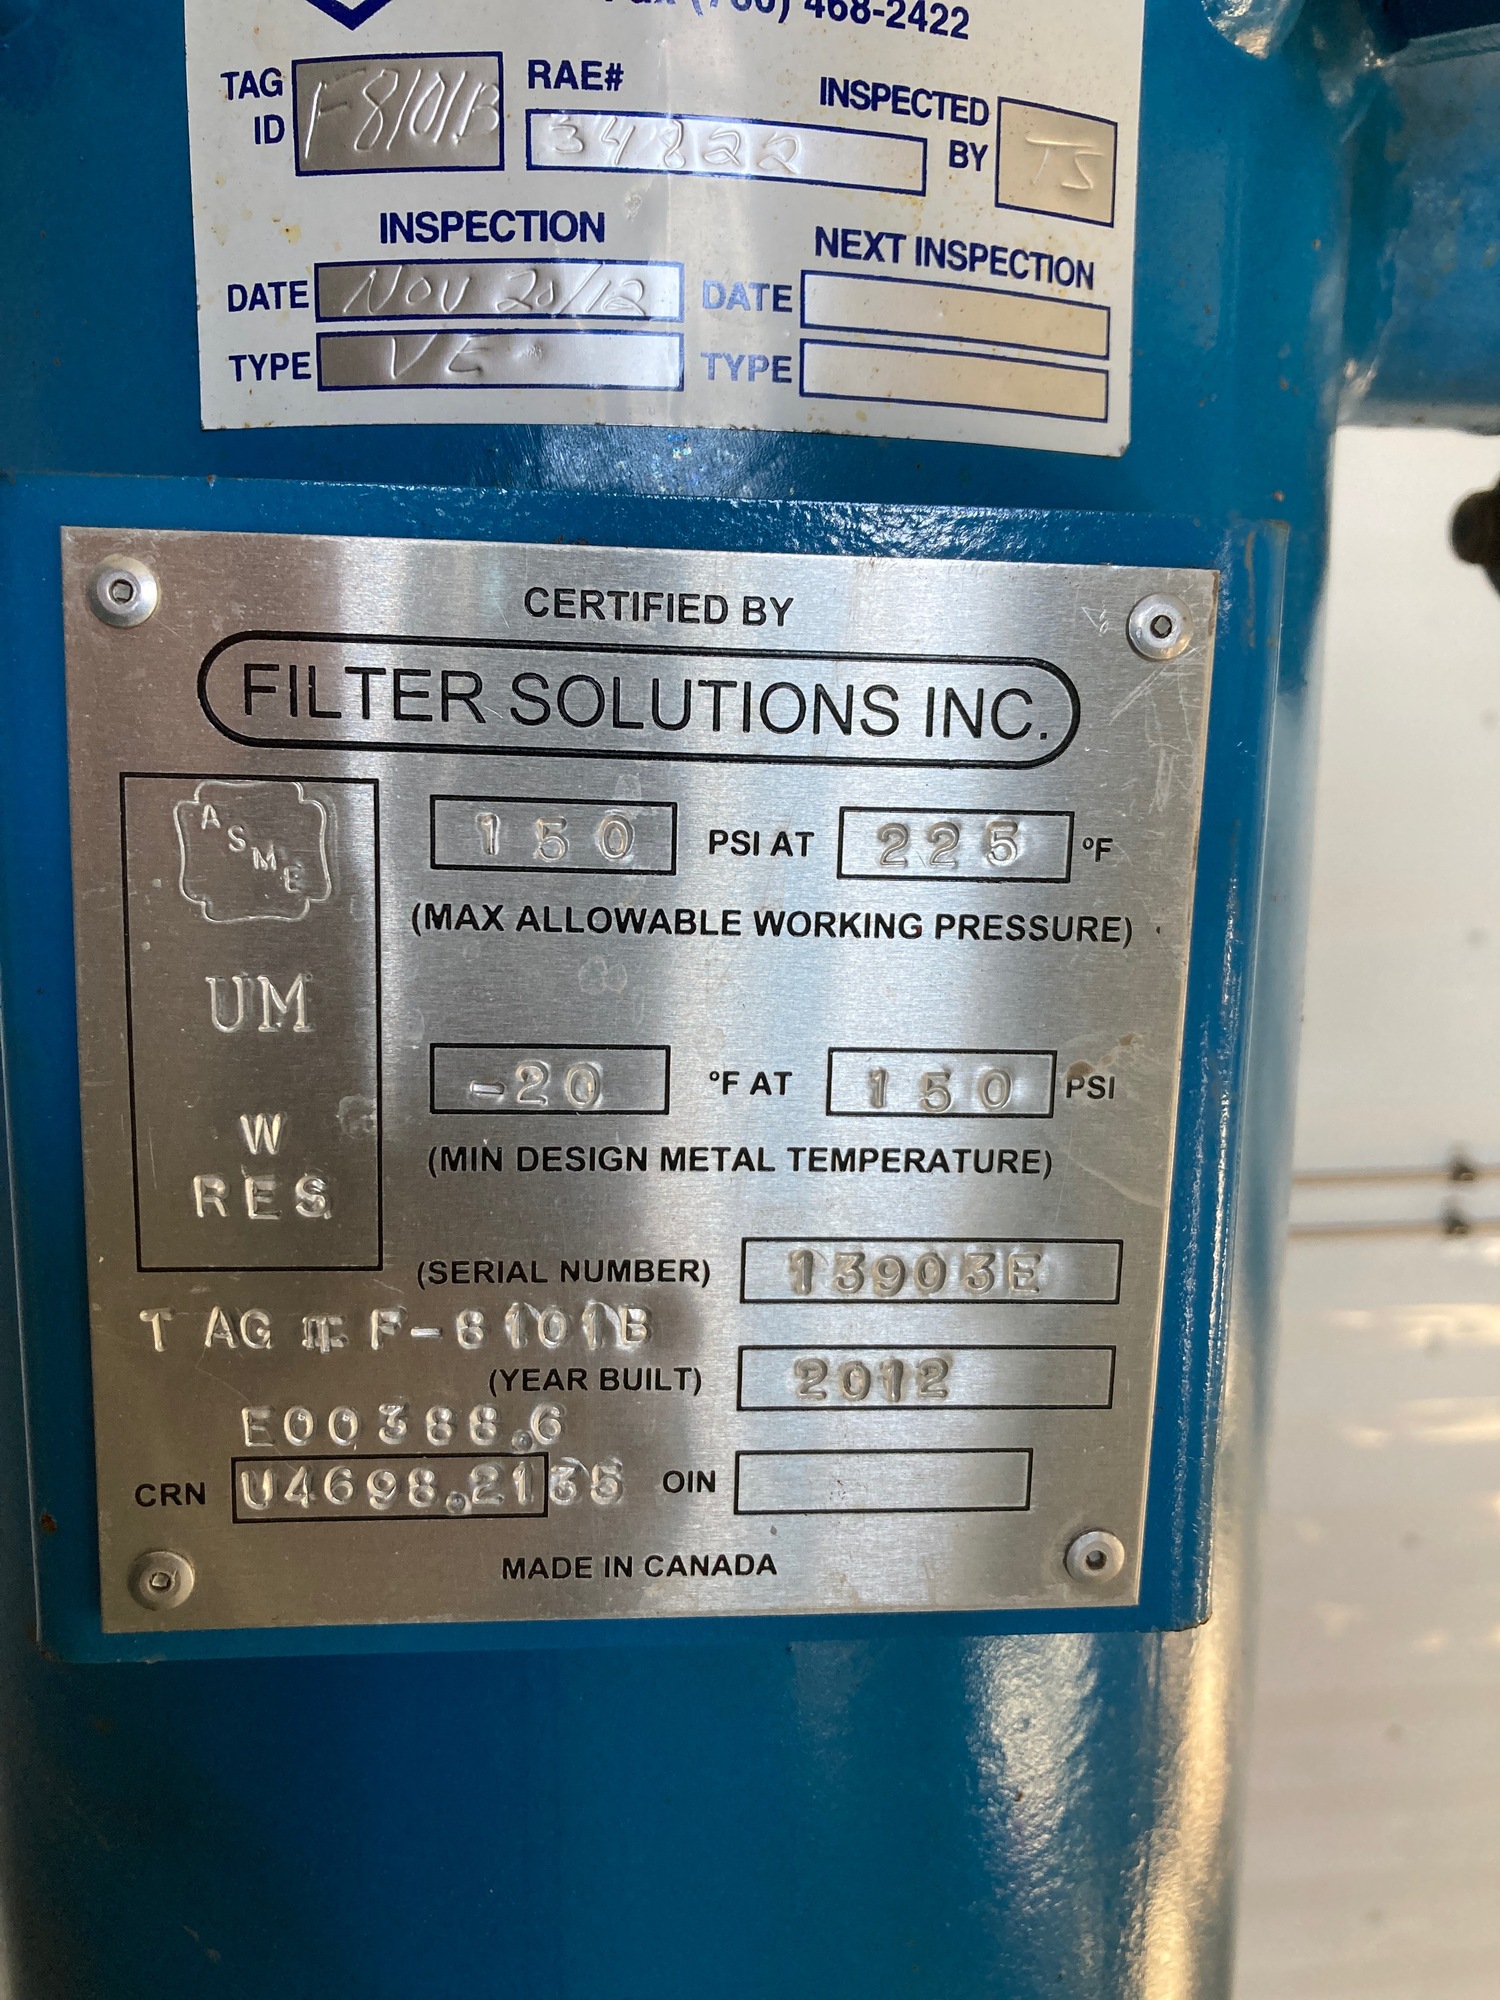 468-2422
TAG ID F8101B RAE# 34822 INSPECTED BY TS
INSPECTION NEXT INSPECTION
DATE NOV 20/12 DATE
TYPE VE TYPE
CERTIFIED BY
FILTER SOLUTIONS INC.
ASME
150 PSI AT 225 °F
(MAX ALLOWABLE WORKING PRESSURE)
UM
-20 °F AT 150 PSI
(MIN DESIGN METAL TEMPERATURE)
W
RES
(SERIAL NUMBER) 13903E
TAG # F-8101B
(YEAR BUILT) 2012
E00388.6
CRN U4698.2135 OIN
MADE IN CANADA